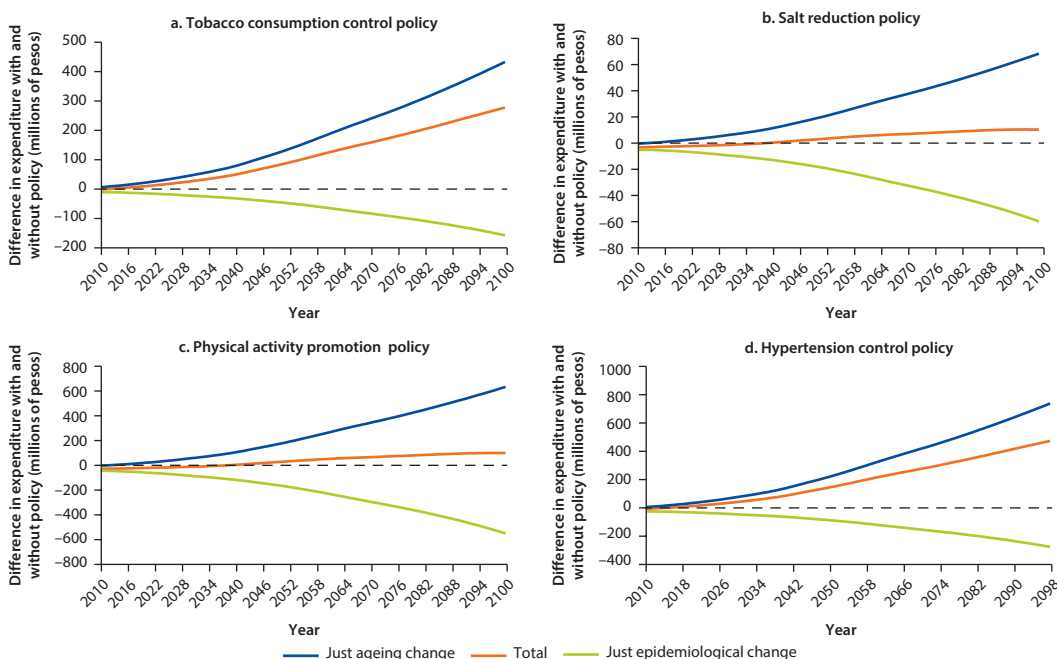 a. Tobacco consumption control policy
Difference in expenditure with and
without policy (millions of pesos)
500
400
300
200
100
0
–100
–200
2010 2016 2022 2028 2034 2040 2046 2052 2058 2064 2070 2076 2082 2088 2094 2100
Year
b. Salt reduction policy
Difference in expenditure with and
without policy (millions of pesos)
80
60
40
20
0
–20
–40
–60
–80
2010 2016 2022 2028 2034 2040 2046 2052 2058 2064 2070 2076 2082 2088 2094 2100
Year
c. Physical activity promotion policy
Difference in expenditure with and
without policy (millions of pesos)
800
600
400
200
0
–200
–400
–600
–800
2010 2016 2022 2028 2034 2040 2046 2052 2058 2064 2070 2076 2082 2088 2094 2100
Year
d. Hypertension control policy
Difference in expenditure with and
without policy (millions of pesos)
1000
800
600
400
200
0
–200
–400
2010 2018 2026 2034 2042 2050 2058 2066 2074 2082 2090 2098
Year
Just ageing change Total Just epidemiological change